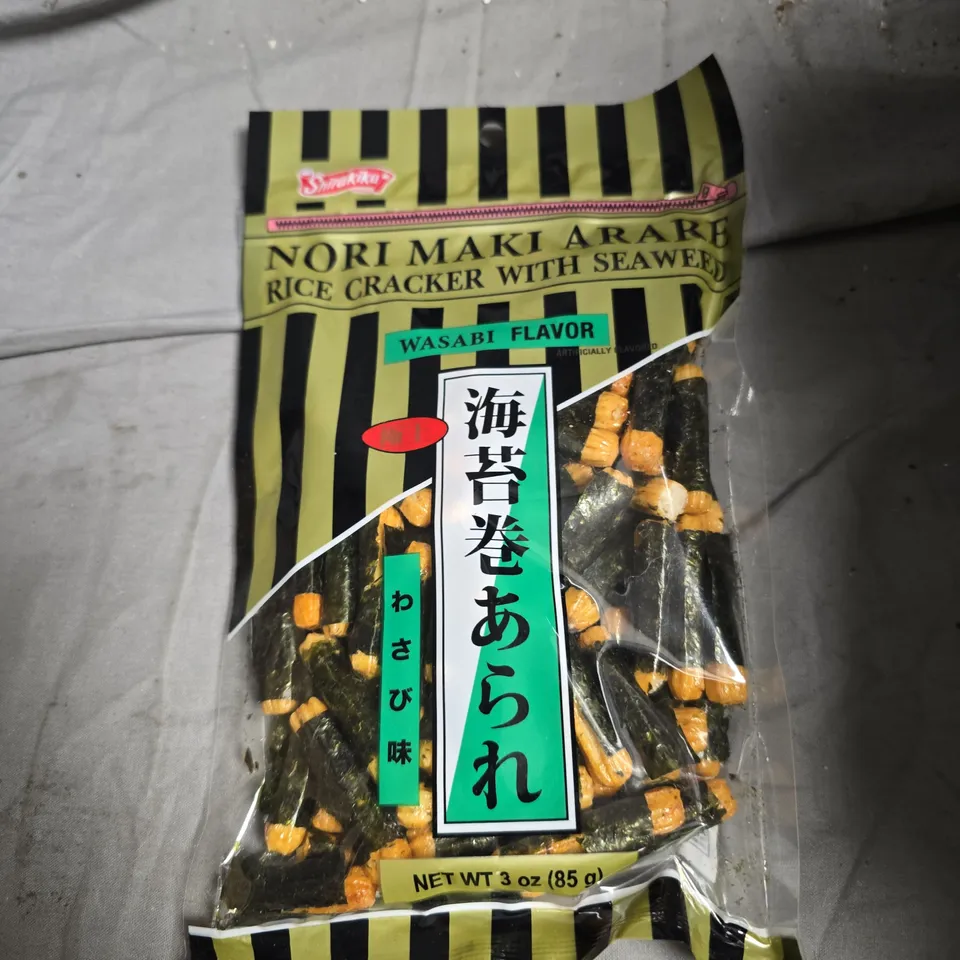 Shirakiku
NORI MAKI ARARE
RICE CRACKER WITH SEAWEED
WASABI FLAVOR
ARTIFICIALLY FLAVORED
海苔巻あられ
わさび味
NET WT 3 oz (85 g)